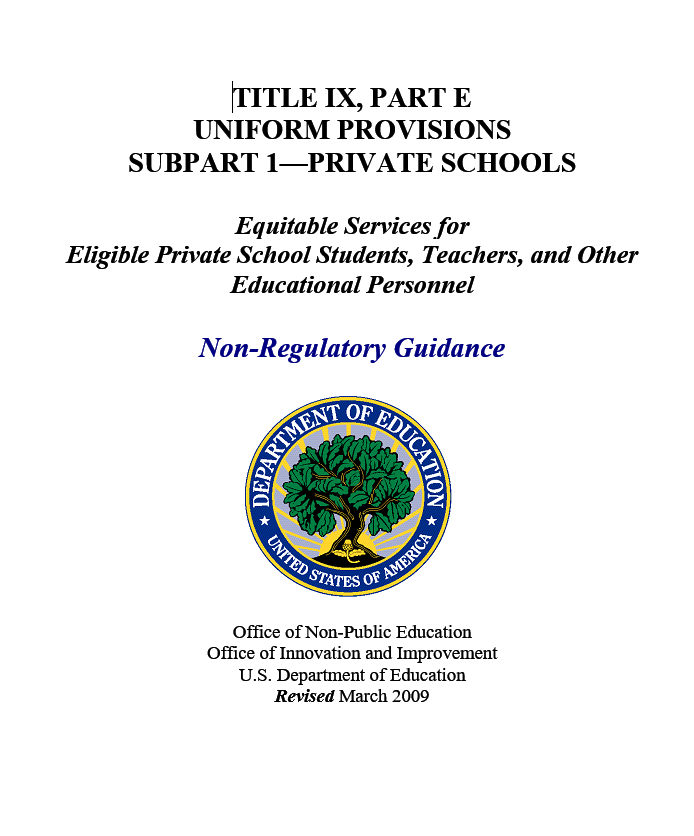 TITLE IX, PART E
UNIFORM PROVISIONS
SUBPART 1—PRIVATE SCHOOLS
Equitable Services for
Eligible Private School Students, Teachers, and Other
Educational Personnel
Non-Regulatory Guidance
DEPARTMENT OF EDUCATION
UNITED STATES OF AMERICA
Office of Non-Public Education
Office of Innovation and Improvement
U.S. Department of Education
Revised March 2009